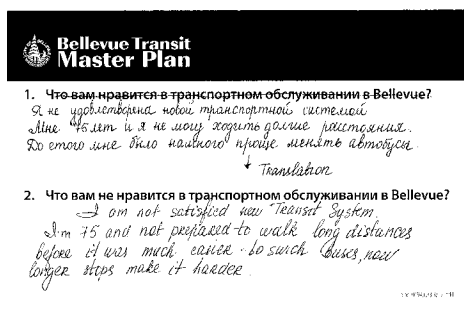 Bellevue Transit
Master Plan
1. Что вам нравится в транспортном обслуживании в Bellevue?
Я не удовлетворена новой транспортной системой
Мне 75 лет и я не могу ходить долгие расстояния.
До этого мне было намного проще менять автобусы.
Translation
2. Что вам не нравится в транспортном обслуживании в Bellevue?
I am not satisfied new Transit System.
I'm 75 and not prepared to walk long distances
before it was much easier to switch buses, now
longer stops make it harder.